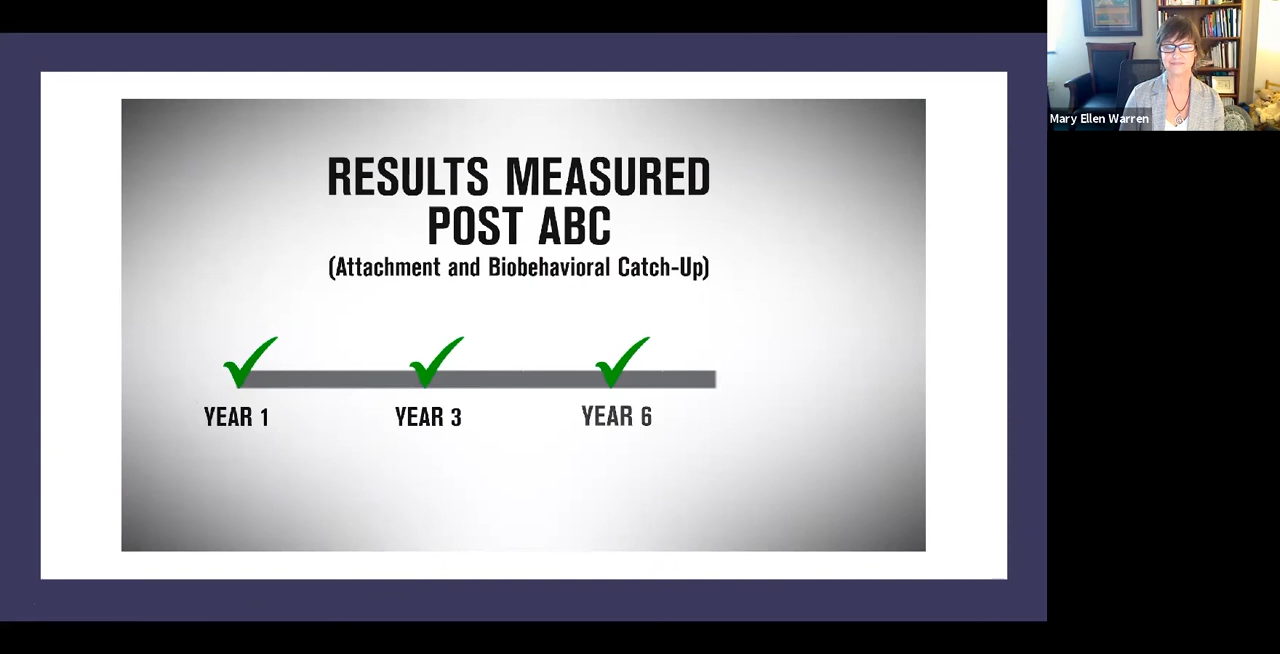 RESULTS MEASURED
POST ABC
(Attachment and Biobehavioral Catch-Up)
YEAR 1
YEAR 3
YEAR 6
Mary Ellen Warren